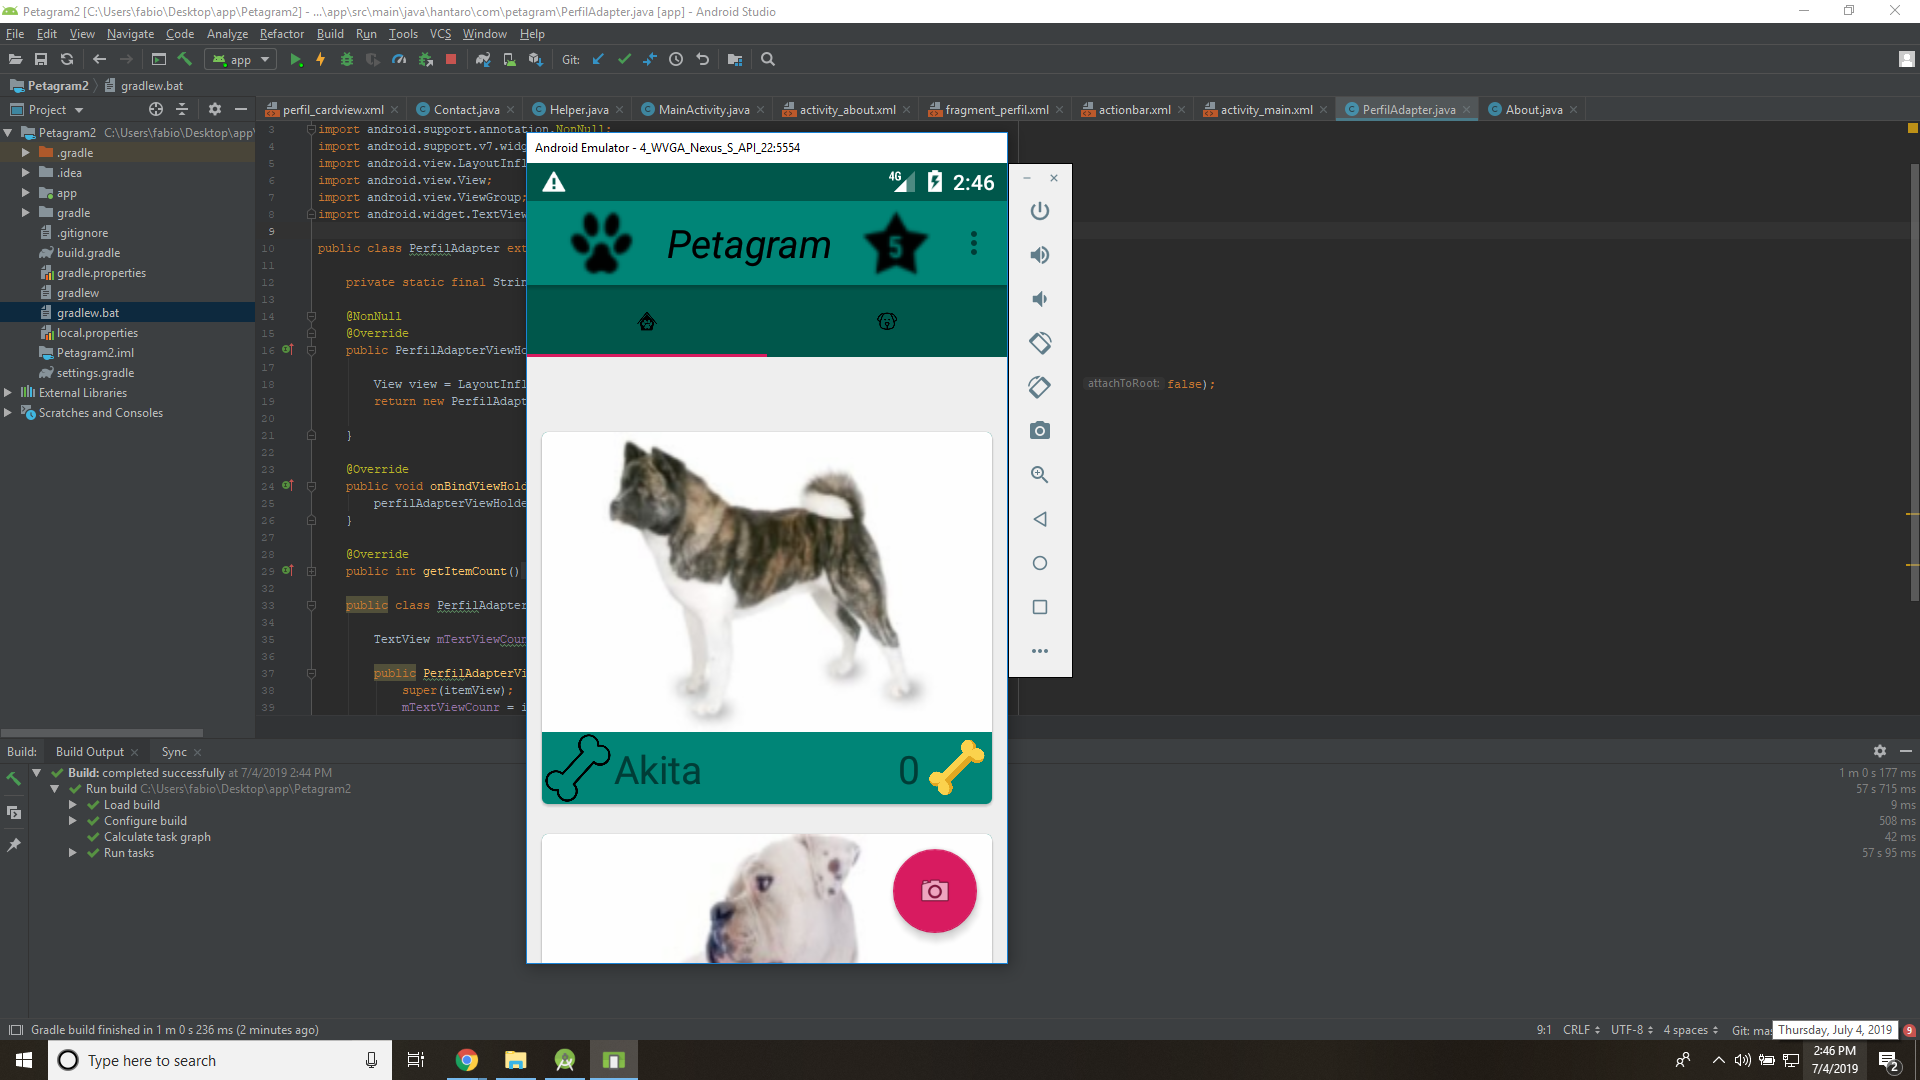 Petagram2 [C:\Users\fabio\Desktop\app\Petagram2] - ...\app\src\main\java\hantaro\com\petagram\PerfilAdapter.java [app] - Android Studio
File Edit View Navigate Code Analyze Refactor Build Run Tools VCS Window Help
app Git:
Petagram2 gradlew.bat
Project
perfil_cardview.xml Contact.java Helper.java MainActivity.java activity_about.xml fragment_perfil.xml actionbar.xml activity_main.xml PerfilAdapter.java About.java
Petagram2 C:\Users\fabio\Desktop\app\
.gradle
.idea
app
gradle
.gitignore
build.gradle
gradle.properties
gradlew
gradlew.bat
local.properties
Petagram2.iml
settings.gradle
External Libraries
Scratches and Consoles
3 import android.support.annotation.NonNull;
4 import android.support.v7.widg
5 import android.view.LayoutInfl
6 import android.view.View;
7 import android.view.ViewGroup;
8 import android.widget.TextView
9
10 public class PerfilAdapter ext
11
12 private static final Strin
13
14 @NonNull
15 @Override
16 public PerfilAdapterViewHo
17
18 View view = LayoutInfl attachToRoot: false);
19 return new PerfilAdapt
20
21 }
22
23 @Override
24 public void onBindViewHold
25 perfilAdapterViewHolde
26 }
27
28 @Override
29 public int getItemCount()
32
33 public class PerfilAdapter
34
35 TextView mTextViewCoun
36
37 public PerfilAdapterVi
38 super(itemView);
39 mTextViewCounr = i
Android Emulator - 4_WVGA_Nexus_S_API_22:5554
4G 2:46
Petagram 5
Akita 0
Build: Build Output Sync
Build: completed successfully at 7/4/2019 2:44 PM 1 m 0 s 177 ms
Run build C:\Users\fabio\Desktop\app\Petagram2 57 s 715 ms
Load build 9 ms
Configure build 508 ms
Calculate task graph 42 ms
Run tasks 57 s 95 ms
Gradle build finished in 1 m 0 s 236 ms (2 minutes ago) 9:1 CRLF UTF-8 4 spaces Git: mas
Thursday, July 4, 2019
9
Type here to search
2:46 PM
7/4/2019
2